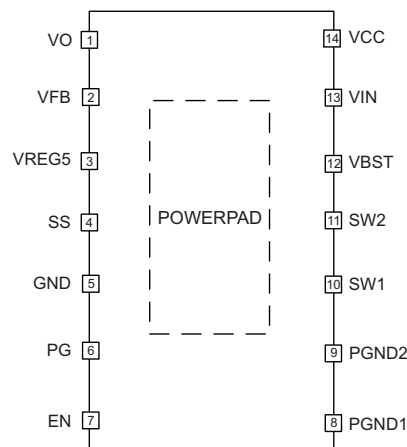 VO 1
14 VCC
VFB 2
13 VIN
VREG5 3
12 VBST
SS 4
POWERPAD
11 SW2
GND 5
10 SW1
PG 6
9 PGND2
EN 7
8 PGND1